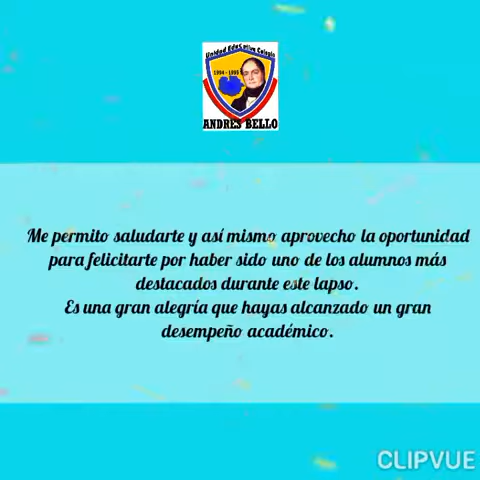 Unidad Educativa Colegio
1994 - 1995
ANDRES BELLO
Me permito saludarte y así mismo aprovecho la oportunidad
para felicitarte por haber sido uno de los alumnos más
destacados durante este lapso.
Es una gran alegría que hayas alcanzado un gran
desempeño académico.
CLIPVUE